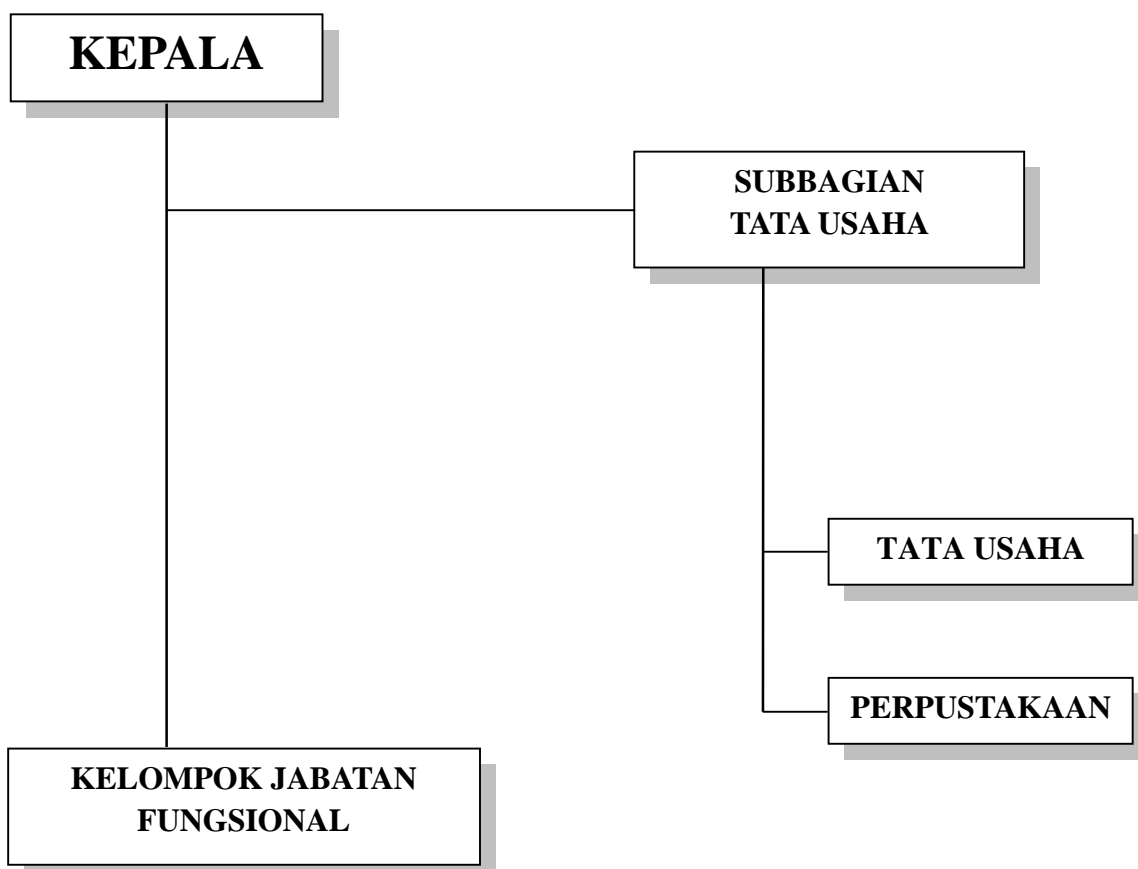 KEPALA
SUBBAGIAN
TATA USAHA
TATA USAHA
PERPUSTAKAAN
KELOMPOK JABATAN
FUNGSIONAL